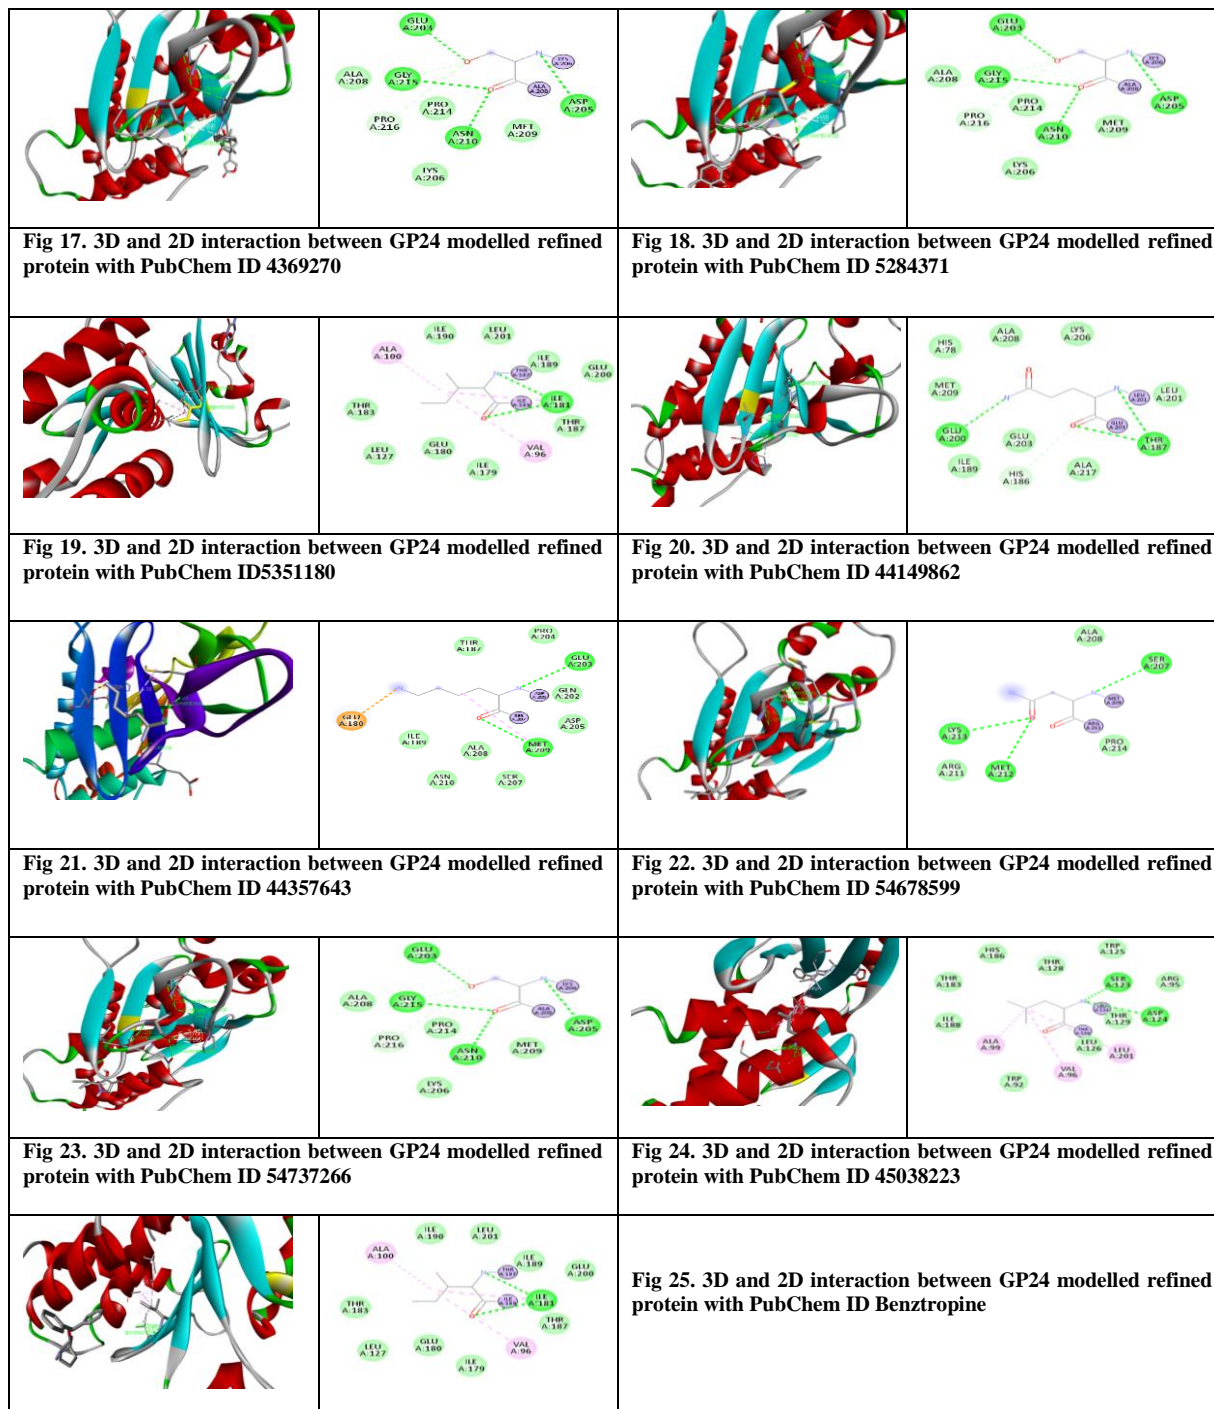 GLU
A:203
ALA
A:208
GLY
A:215
PRO
A:214
PRO
A:216
ASN
A:210
MET
A:209
LYS
A:206
LYS
A:206
ALA
ASP
A:205
GLU
A:203
ALA
A:208
GLY
A:215
PRO
A:214
PRO
A:216
ASN
A:210
MET
A:209
LYS
A:206
ALA
ASP
A:205
Fig 17. 3D and 2D interaction between GP24 modelled refined
protein with PubChem ID 4369270
Fig 18. 3D and 2D interaction between GP24 modelled refined
protein with PubChem ID 5284371
ILE
A:190
LEU
A:201
ALA
A:100
ILE
A:189
GLU
A:200
THR
A:183
ILE
A:181
THR
A:187
LEU
A:127
GLU
A:180
ILE
A:179
VAL
A:96
HIS
A:78
ALA
A:208
LYS
A:206
MET
A:209
LEU
A:201
GLU
A:200
GLU
A:203
THR
A:187
ILE
A:189
HIS
A:186
ALA
A:217
Fig 19. 3D and 2D interaction between GP24 modelled refined
protein with PubChem ID5351180
Fig 20. 3D and 2D interaction between GP24 modelled refined
protein with PubChem ID 44149862
THR
A:187
PRO
A:204
GLU
A:203
GLN
A:202
GLU
A:180
ASP
A:205
ILE
A:189
ALA
A:208
MET
A:209
ASN
A:210
SER
A:207
ALA
A:208
SER
A:207
LYS
A:213
PRO
A:214
ARG
A:211
MET
A:212
Fig 21. 3D and 2D interaction between GP24 modelled refined
protein with PubChem ID 44357643
Fig 22. 3D and 2D interaction between GP24 modelled refined
protein with PubChem ID 54678599
GLU
A:203
ALA
A:208
GLY
A:215
PRO
A:214
PRO
A:216
ASN
A:210
MET
A:209
LYS
A:206
ALA
ASP
A:205
HIS
A:186
THR
A:128
TRP
A:125
THR
A:183
SER
A:123
ARG
A:95
ILE
A:188
THR
A:129
ASP
A:124
ALA
A:99
LEU
A:126
LEU
A:201
TRP
A:92
VAL
A:96
Fig 23. 3D and 2D interaction between GP24 modelled refined
protein with PubChem ID 54737266
Fig 24. 3D and 2D interaction between GP24 modelled refined
protein with PubChem ID 45038223
ILE
A:190
LEU
A:201
ALA
A:100
ILE
A:189
GLU
A:200
THR
A:183
ILE
A:181
THR
A:187
LEU
A:127
GLU
A:180
ILE
A:179
VAL
A:96
Fig 25. 3D and 2D interaction between GP24 modelled refined
protein with PubChem ID Benztropine